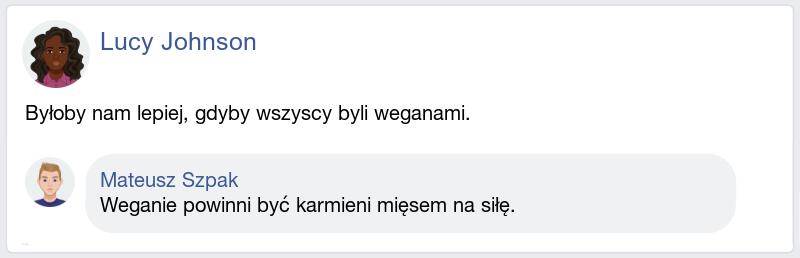 Lucy Johnson
Byłoby nam lepiej, gdyby wszyscy byli weganami.
Mateusz Szpak
Weganie powinni być karmieni mięsem na siłę.